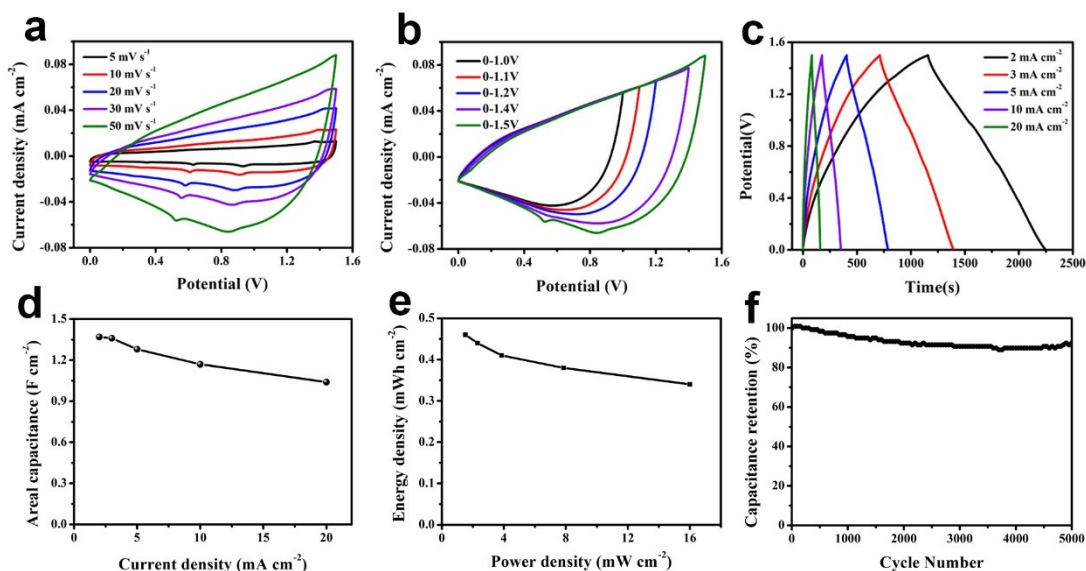 a
5 mV s⁻¹
10 mV s⁻¹
20 mV s⁻¹
30 mV s⁻¹
50 mV s⁻¹
0.08
0.04
0.00
-0.04
-0.08
Current density (mA cm⁻²)
0.0 0.4 0.8 1.2 1.6
Potential (V)
b
0-1.0V
0-1.1V
0-1.2V
0-1.4V
0-1.5V
0.08
0.04
0.00
-0.04
-0.08
Current density (mA cm⁻²)
0.0 0.3 0.6 0.9 1.2 1.5
Potential (V)
c
2 mA cm⁻²
3 mA cm⁻²
5 mA cm⁻²
10 mA cm⁻²
20 mA cm⁻²
1.6
1.2
0.8
0.4
0.0
Potential(V)
0 500 1000 1500 2000 2500
Time(s)
d
1.5
1.2
0.9
0.6
0.3
0.0
Areal capacitance (F cm⁻²)
0 5 10 15 20
Current density (mA cm⁻²)
e
0.5
0.4
0.3
0.2
0.1
0.0
Energy density (mWh cm⁻²)
0 4 8 12 16
Power density (mW cm⁻²)
f
100
80
60
40
20
0
Capacitance retention (%)
0 1000 2000 3000 4000 5000
Cycle Number